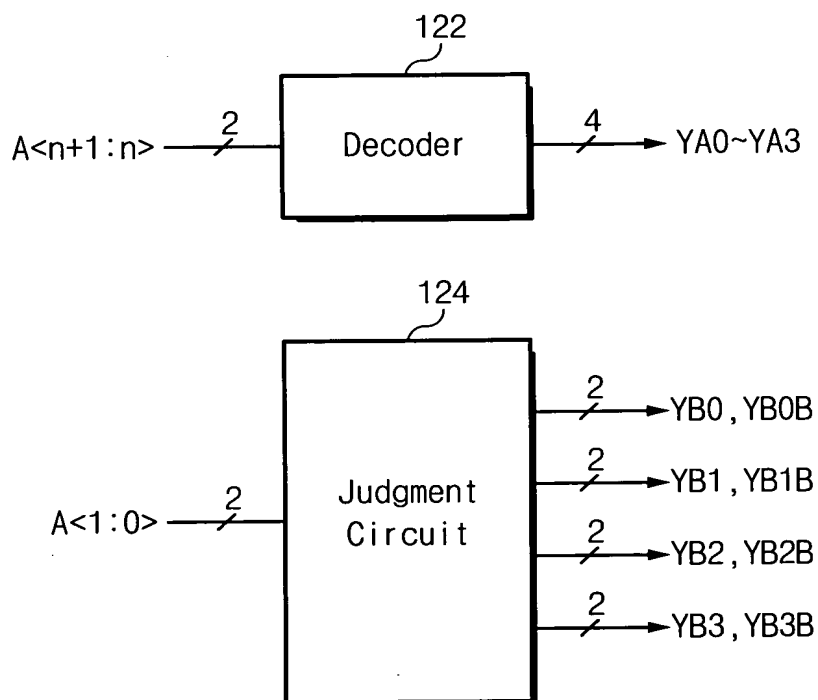 122
A<n+1:n>
2
Decoder
4
YA0~YA3
124
A<1:0>
2
Judgment
Circuit
2
YB0,YB0B
2
YB1,YB1B
2
YB2,YB2B
2
YB3,YB3B